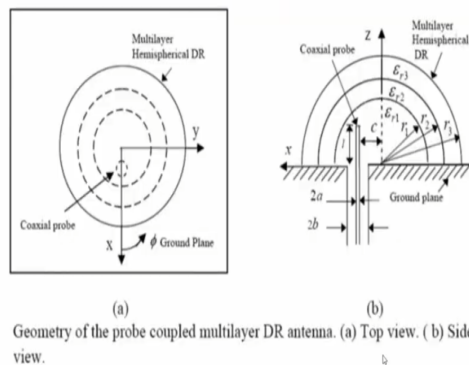 Multilayer
Hemispherical DR
y
Coaxial probe
x
ϕ Ground Plane
(a)
z
Multilayer
Hemispherical
DR
Coaxial probe
εr3
εr2
εr1
r1
r2
r3
l
c
x
Ground plane
2a
2b
(b)
Geometry of the probe coupled multilayer DR antenna. (a) Top view. ( b) Side
view.